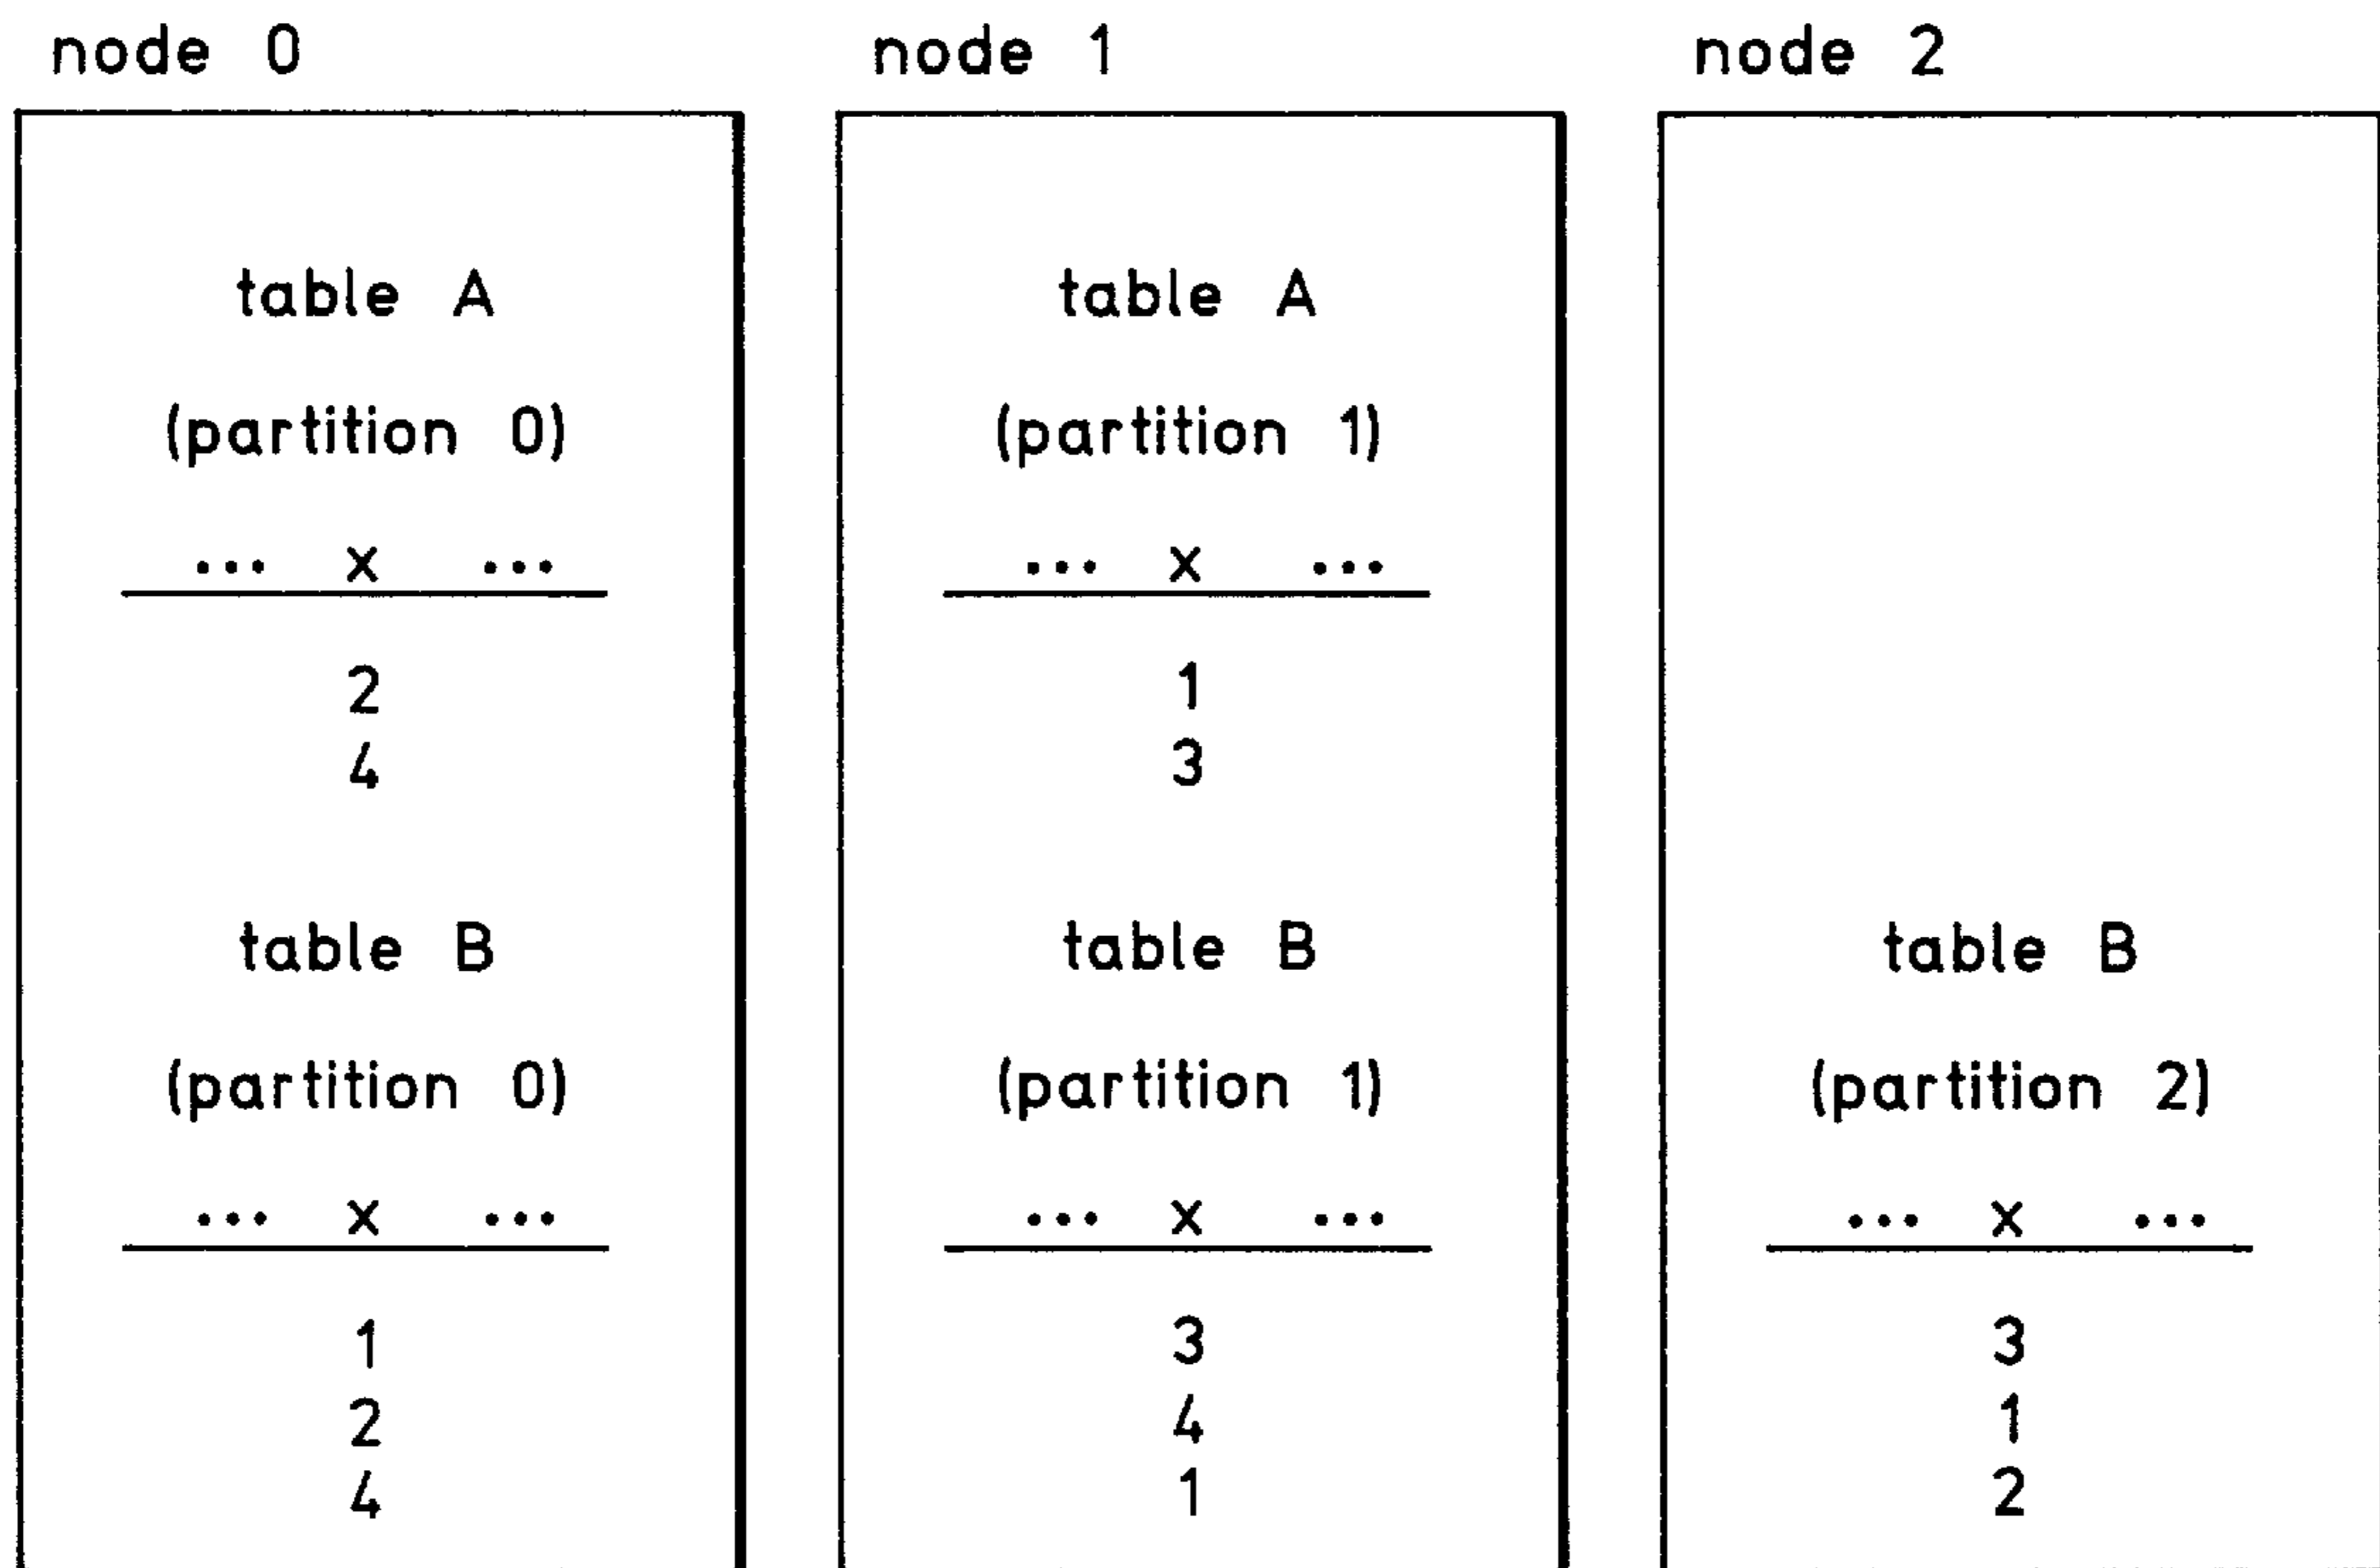 node 0
table A
(partition 0)
... x ...
2
4
table B
(partition 0)
... x ...
1
2
4
node 1
table A
(partition 1)
... x ...
1
3
table B
(partition 1)
... x ...
3
4
1
node 2
table B
(partition 2)
... x ...
3
1
2